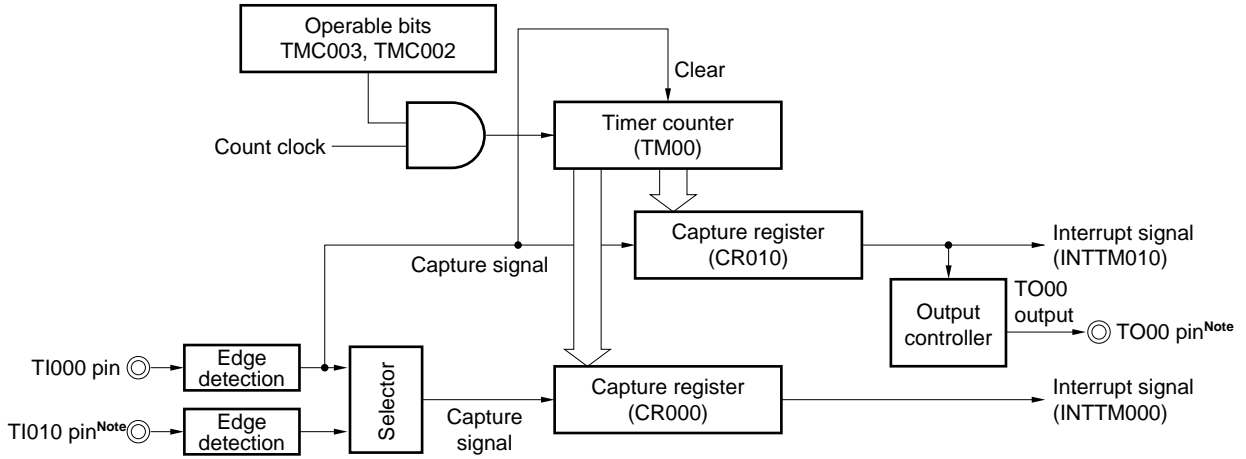 Operable bits
TMC003, TMC002
Clear
Timer counter
(TM00)
Count clock
Capture register
(CR010)
Interrupt signal
(INTTM010)
Capture signal
Output
controller
TO00
output
TO00 pinNote
TI000 pin
Edge
detection
Selector
Capture register
(CR000)
Interrupt signal
(INTTM000)
TI010 pinNote
Edge
detection
Capture
signal